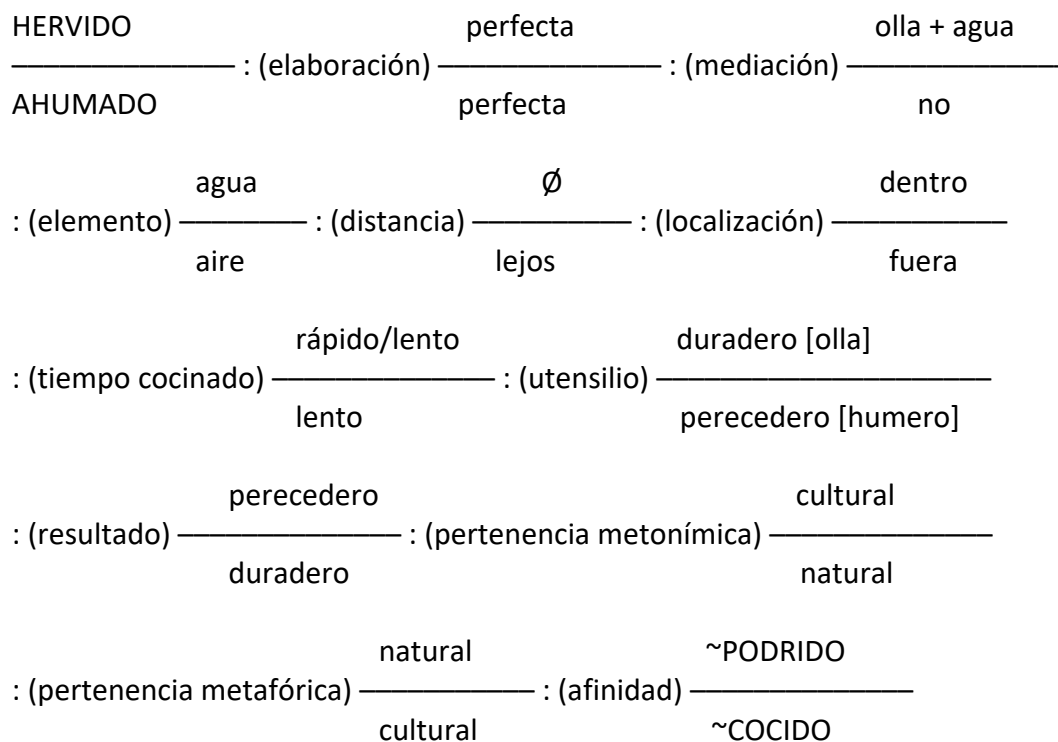 HERVIDO perfecta olla + agua
―――――――― : (elaboración) ―――――――― : (mediación) ――――――――
AHUMADO perfecta no
agua Ø dentro
: (elemento) ―――――― : (distancia) ―――――― : (localización) ――――――
aire lejos fuera
rápido/lento duradero [olla]
: (tiempo cocinado) ―――――――― : (utensilio) ――――――――――
lento perecedero [humero]
perecedero cultural
: (resultado) ―――――――― : (pertenencia metonímica) ――――――――
duradero natural
natural ~PODRIDO
: (pertenencia metafórica) ―――――― : (afinidad) ――――――――
cultural ~COCIDO